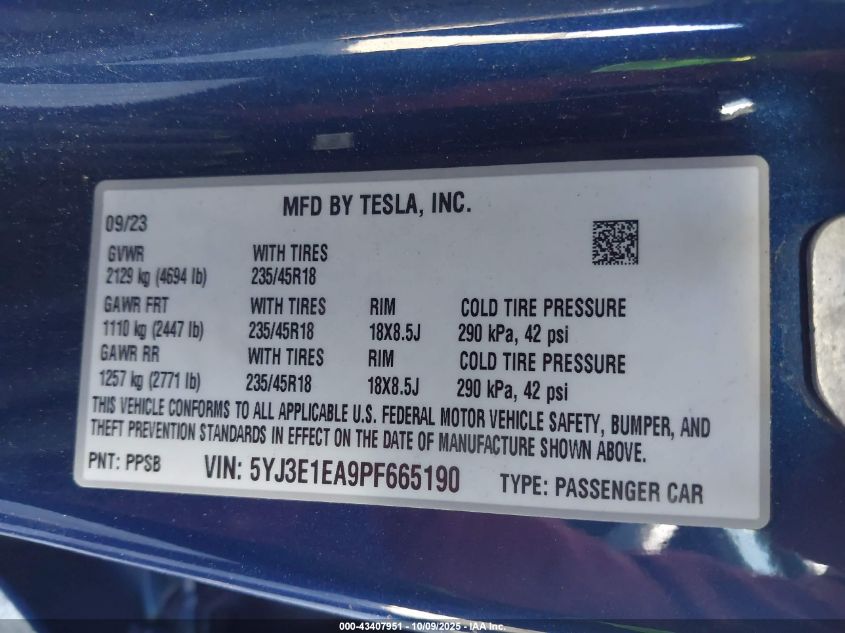 MFD BY TESLA, INC.
09/23
GVWR WITH TIRES
2129 kg (4694 lb) 235/45R18
GAWR FRT WITH TIRES RIM COLD TIRE PRESSURE
1110 kg (2447 lb) 235/45R18 18X8.5J 290 kPa, 42 psi
GAWR RR WITH TIRES RIM COLD TIRE PRESSURE
1257 kg (2771 lb) 235/45R18 18X8.5J 290 kPa, 42 psi
THIS VEHICLE CONFORMS TO ALL APPLICABLE U.S. FEDERAL MOTOR VEHICLE SAFETY, BUMPER, AND
THEFT PREVENTION STANDARDS IN EFFECT ON THE DATE OF MANUFACTURE SHOWN ABOVE.
PNT: PPSB VIN: 5YJ3E1EA9PF665190 TYPE: PASSENGER CAR
000-43407951 - 10/09/2025 - IAA Inc.